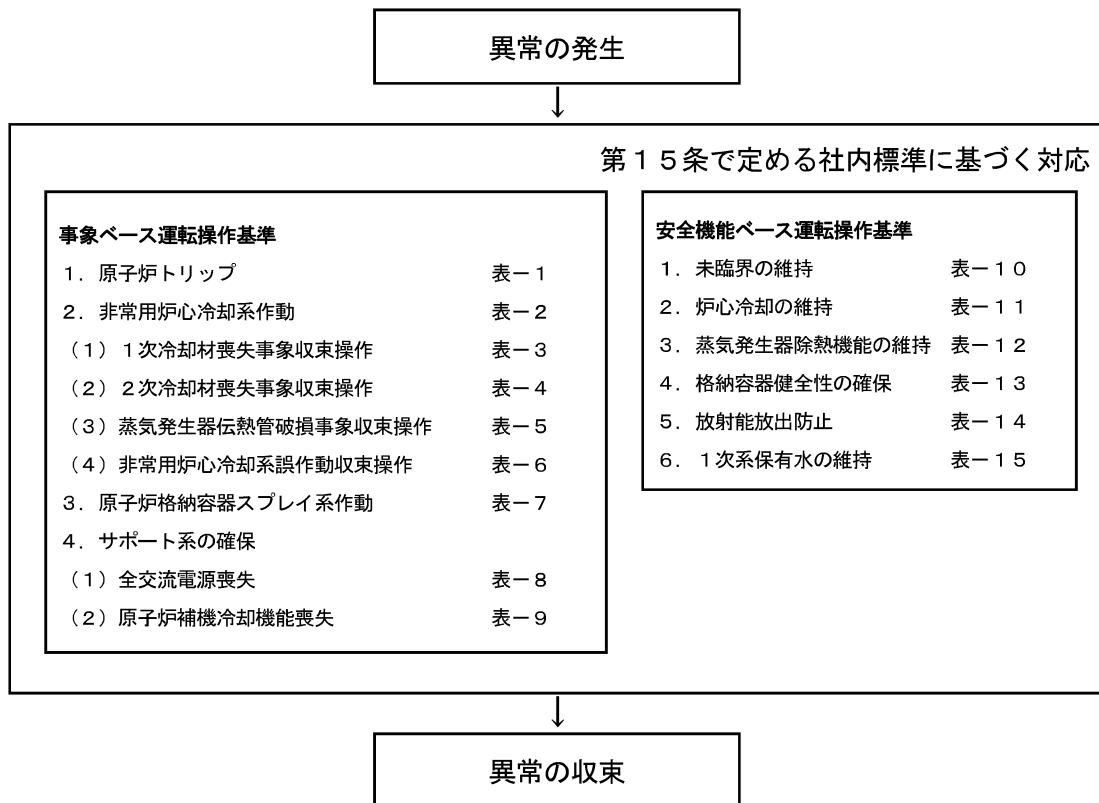 異常の発生
↓
第１５条で定める社内標準に基づく対応
事象ベース運転操作基準
１．原子炉トリップ 表－１
２．非常用炉心冷却系作動 表－２
（１）１次冷却材喪失事象収束操作 表－３
（２）２次冷却材喪失事象収束操作 表－４
（３）蒸気発生器伝熱管破損事象収束操作 表－５
（４）非常用炉心冷却系誤作動収束操作 表－６
３．原子炉格納容器スプレイ系作動 表－７
４．サポート系の確保
（１）全交流電源喪失 表－８
（２）原子炉補機冷却機能喪失 表－９
安全機能ベース運転操作基準
１．未臨界の維持 表－１０
２．炉心冷却の維持 表－１１
３．蒸気発生器除熱機能の維持 表－１２
４．格納容器健全性の確保 表－１３
５．放射能放出防止 表－１４
６．１次系保有水の維持 表－１５
↓
異常の収束